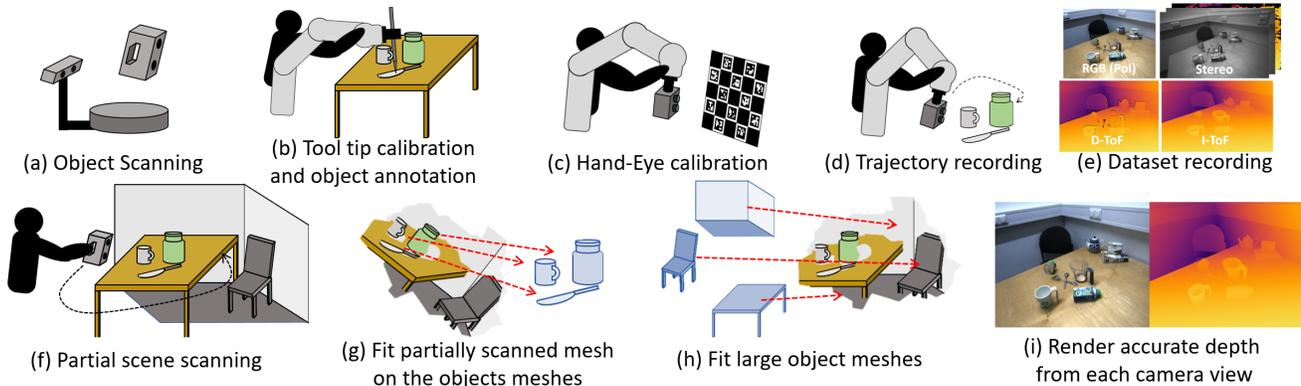 RGB (Pol)
Stereo
D-ToF
I-ToF
(a) Object Scanning
(b) Tool tip calibration
and object annotation
(c) Hand-Eye calibration
(d) Trajectory recording
(e) Dataset recording
(f) Partial scene scanning
(g) Fit partially scanned mesh
on the objects meshes
(h) Fit large object meshes
(i) Render accurate depth
from each camera view